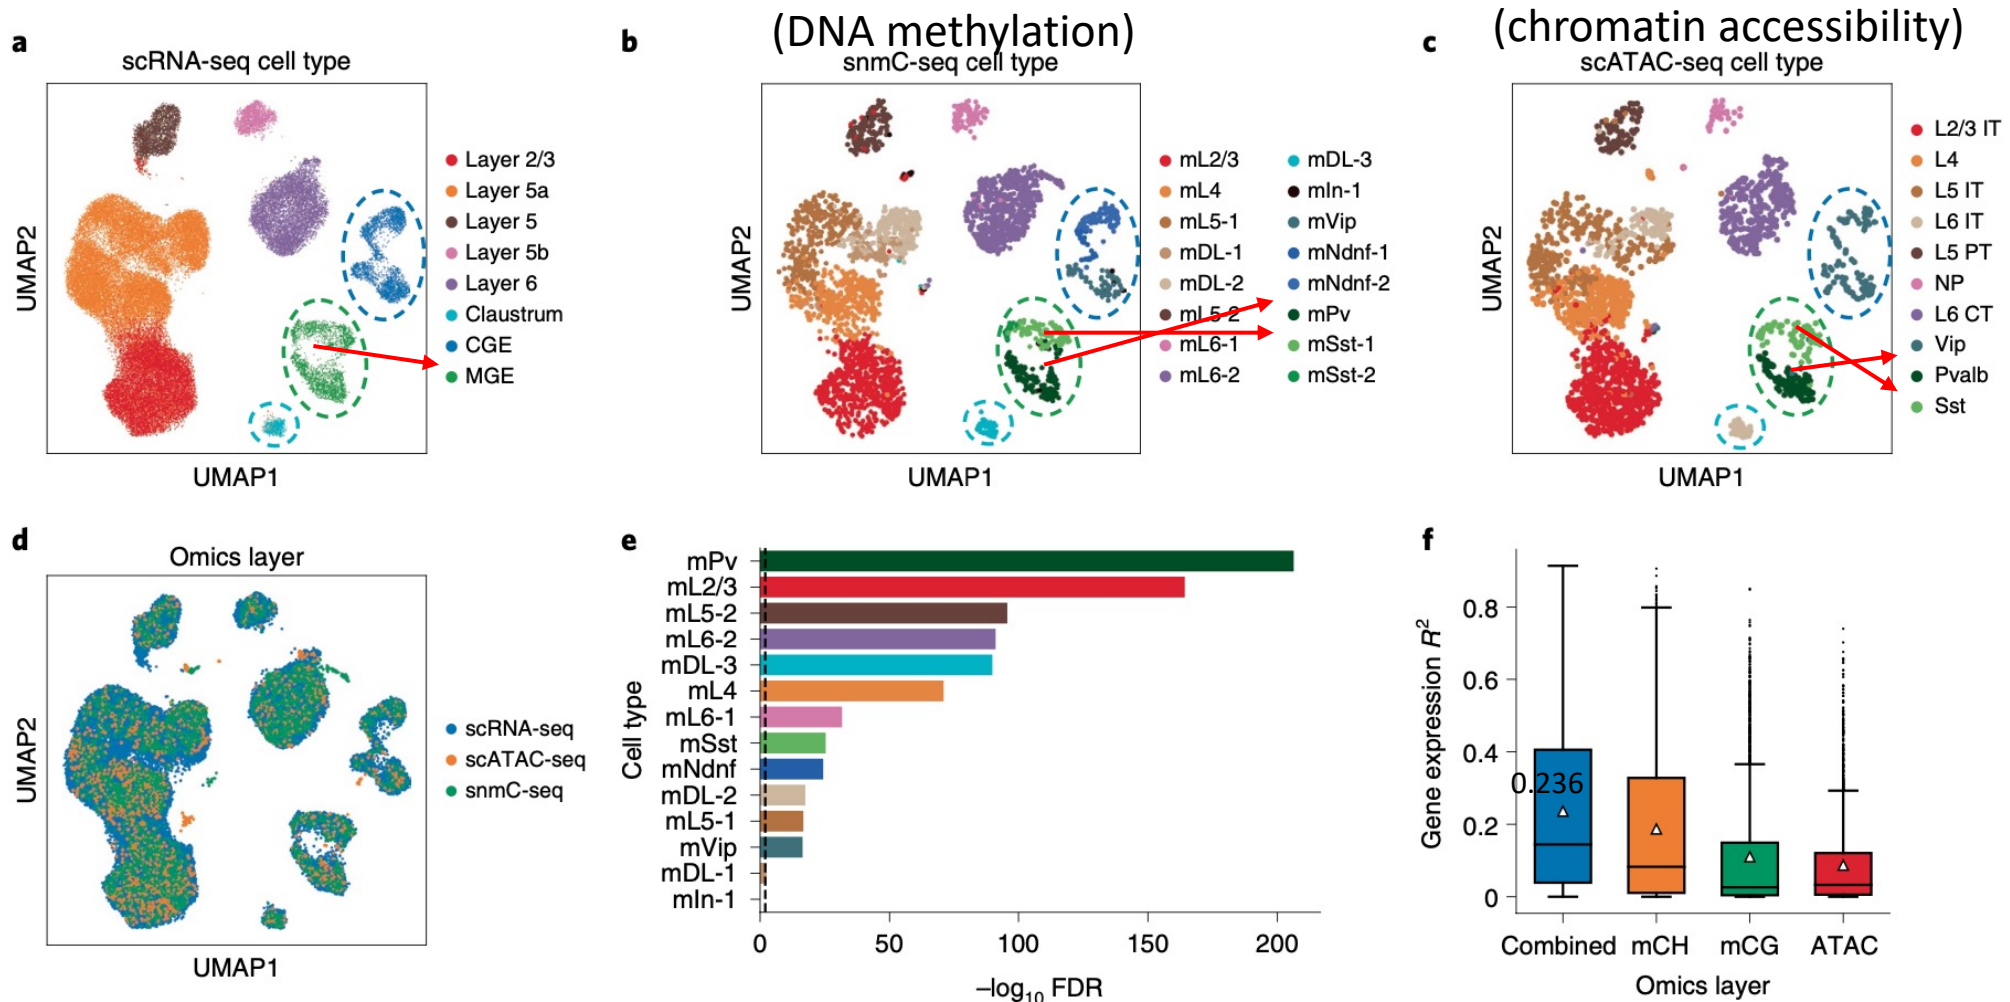 (DNA methylation)
(chromatin accessibility)
a
scRNA-seq cell type
UMAP2
UMAP1
Layer 2/3
Layer 5a
Layer 5
Layer 5b
Layer 6
Claustrum
CGE
MGE
b
snmC-seq cell type
UMAP2
UMAP1
mL2/3
mL4
mL5-1
mDL-1
mDL-2
mL5-2
mL6-1
mL6-2
mDL-3
mIn-1
mVip
mNdnf-1
mNdnf-2
mPv
mSst-1
mSst-2
c
scATAC-seq cell type
UMAP2
UMAP1
L2/3 IT
L4
L5 IT
L6 IT
L5 PT
NP
L6 CT
Vip
Pvalb
Sst
d
Omics layer
UMAP2
UMAP1
scRNA-seq
scATAC-seq
snmC-seq
e
Cell type
mPv
mL2/3
mL5-2
mL6-2
mDL-3
mL4
mL6-1
mSst
mNdnf
mDL-2
mL5-1
mVip
mDL-1
mIn-1
0 50 100 150 200
–log10 FDR
f
Gene expression R2
0.8
0.6
0.4
0.2
0
0.236
Combined mCH mCG ATAC
Omics layer